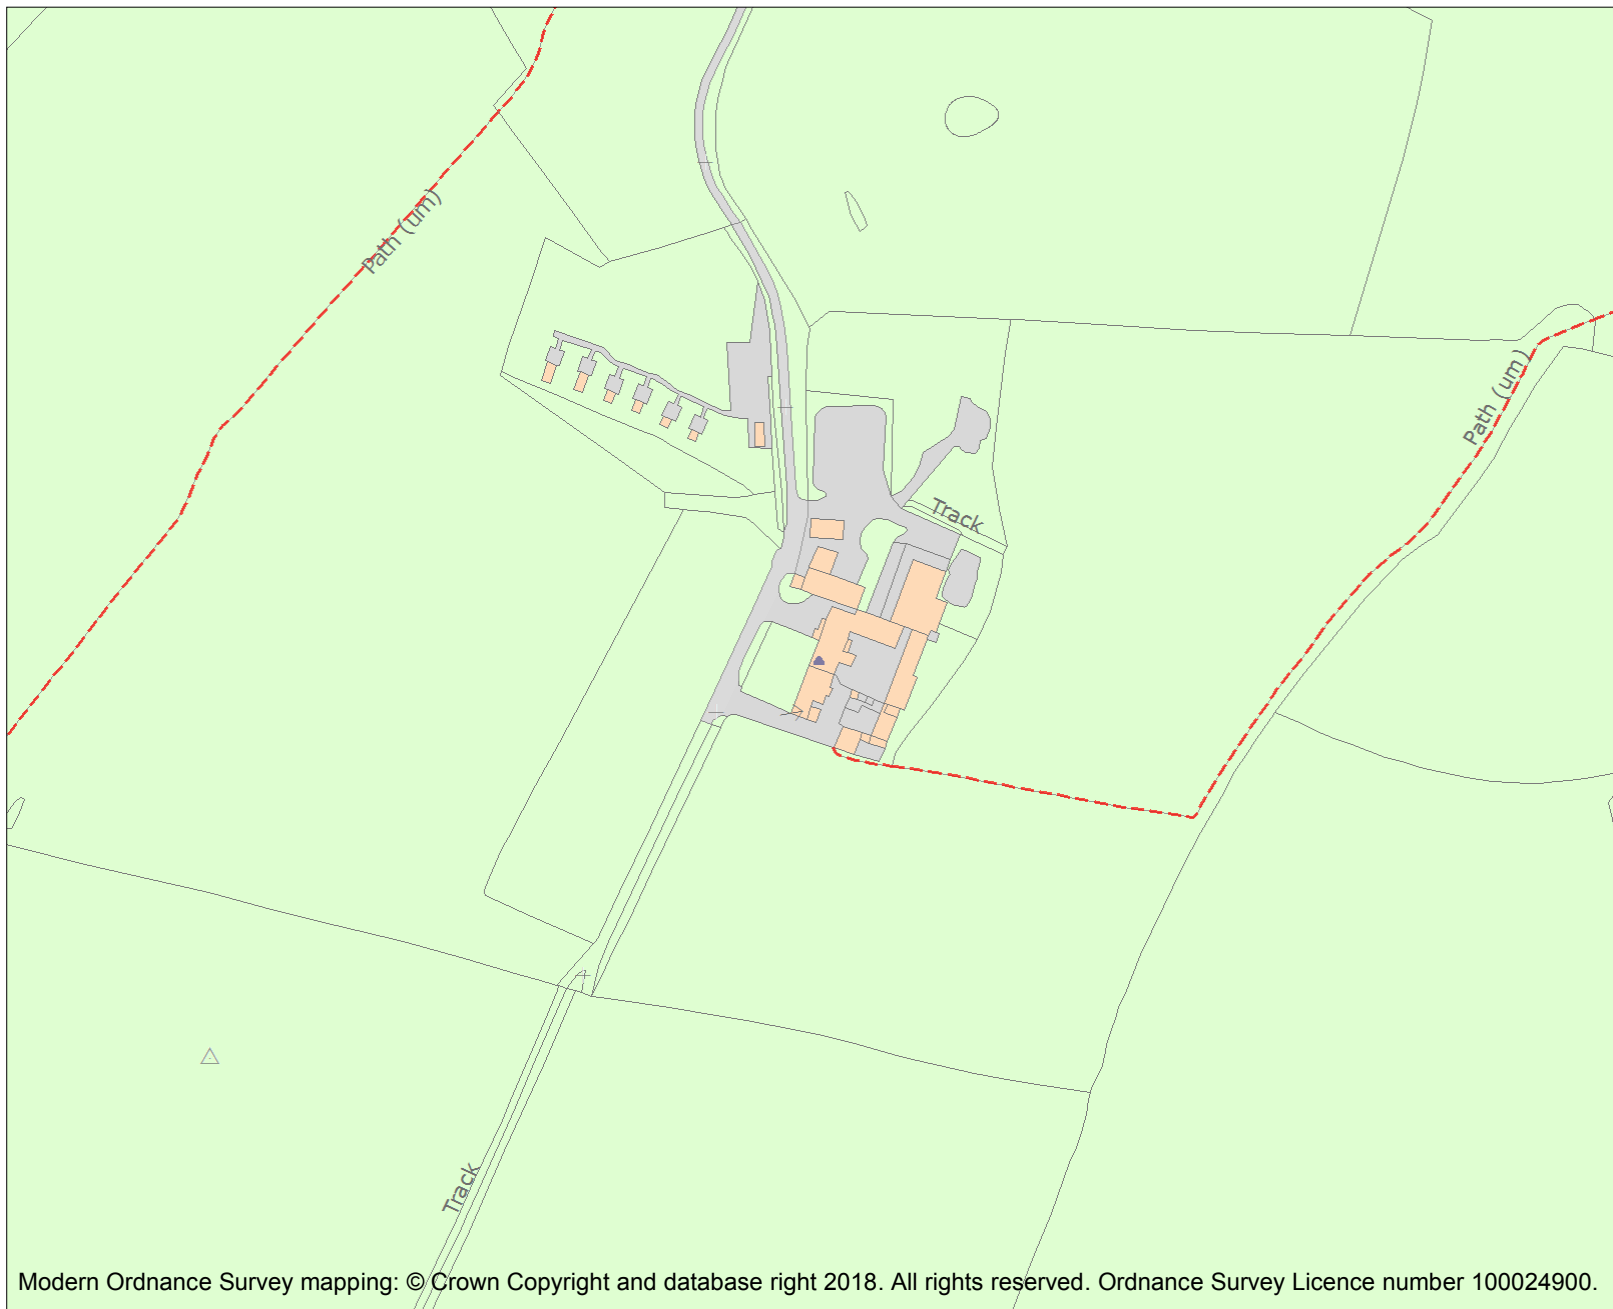 Path (um)
Path (um)
Track
Track
Modern Ordnance Survey mapping: © Crown Copyright and database right 2018. All rights reserved. Ordnance Survey Licence number 100024900.